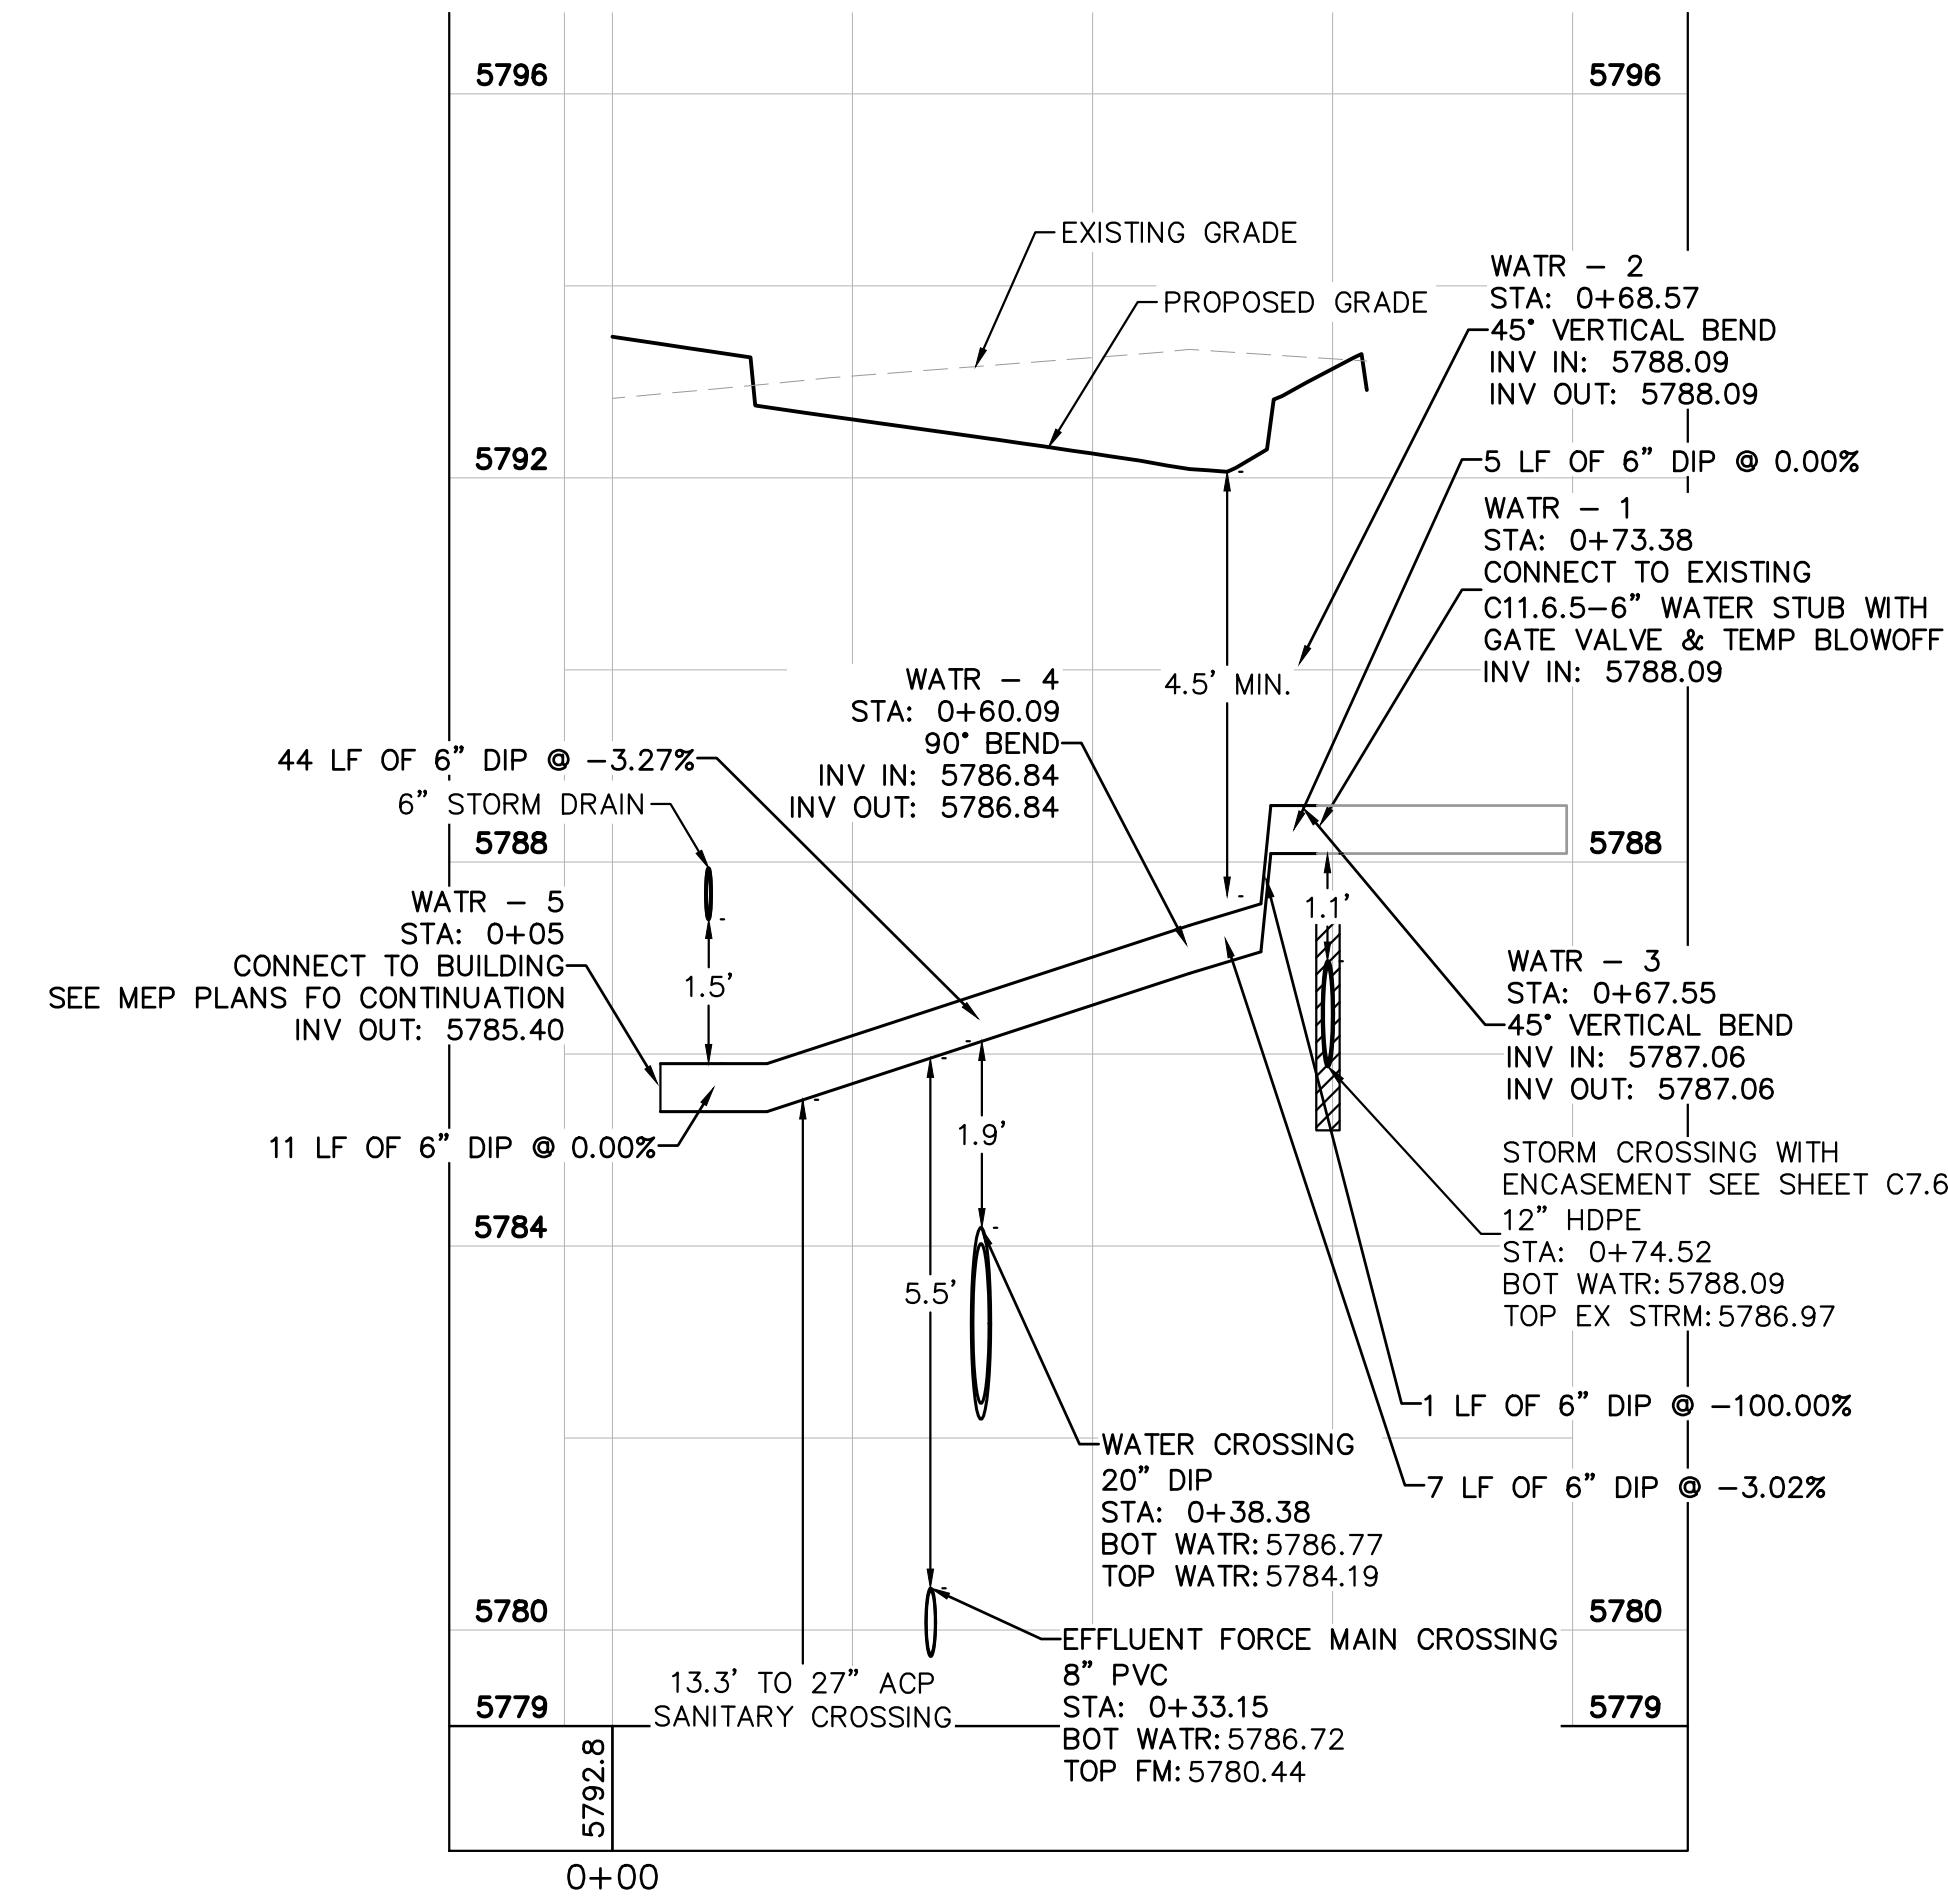 5796
5796
EXISTING GRADE
PROPOSED GRADE
WATR - 2
STA: 0+68.57
45° VERTICAL BEND
INV IN: 5788.09
INV OUT: 5788.09
5792
5 LF OF 6" DIP @ 0.00%
WATR - 1
STA: 0+73.38
CONNECT TO EXISTING
C11.6.5-6" WATER STUB WITH
GATE VALVE & TEMP BLOWOFF
INV IN: 5788.09
4.5' MIN.
WATR - 4
STA: 0+60.09
90° BEND
INV IN: 5786.84
INV OUT: 5786.84
44 LF OF 6" DIP @ -3.27%
6" STORM DRAIN
5788
5788
WATR - 5
STA: 0+05
CONNECT TO BUILDING
SEE MEP PLANS FO CONTINUATION
INV OUT: 5785.40
1.5'
1.1'
WATR - 3
STA: 0+67.55
45° VERTICAL BEND
INV IN: 5787.06
INV OUT: 5787.06
11 LF OF 6" DIP @ 0.00%
1.9'
STORM CROSSING WITH
ENCASEMENT SEE SHEET C7.6
12" HDPE
STA: 0+74.52
BOT WATR: 5788.09
TOP EX STRM: 5786.97
5784
5.5'
1 LF OF 6" DIP @ -100.00%
7 LF OF 6" DIP @ -3.02%
WATER CROSSING
20" DIP
STA: 0+38.38
BOT WATR: 5786.77
TOP WATR: 5784.19
5780
5780
EFFLUENT FORCE MAIN CROSSING
8" PVC
STA: 0+33.15
BOT WATR: 5786.72
TOP FM: 5780.44
13.3' TO 27" ACP
SANITARY CROSSING
5779
5779
5792.8
0+00